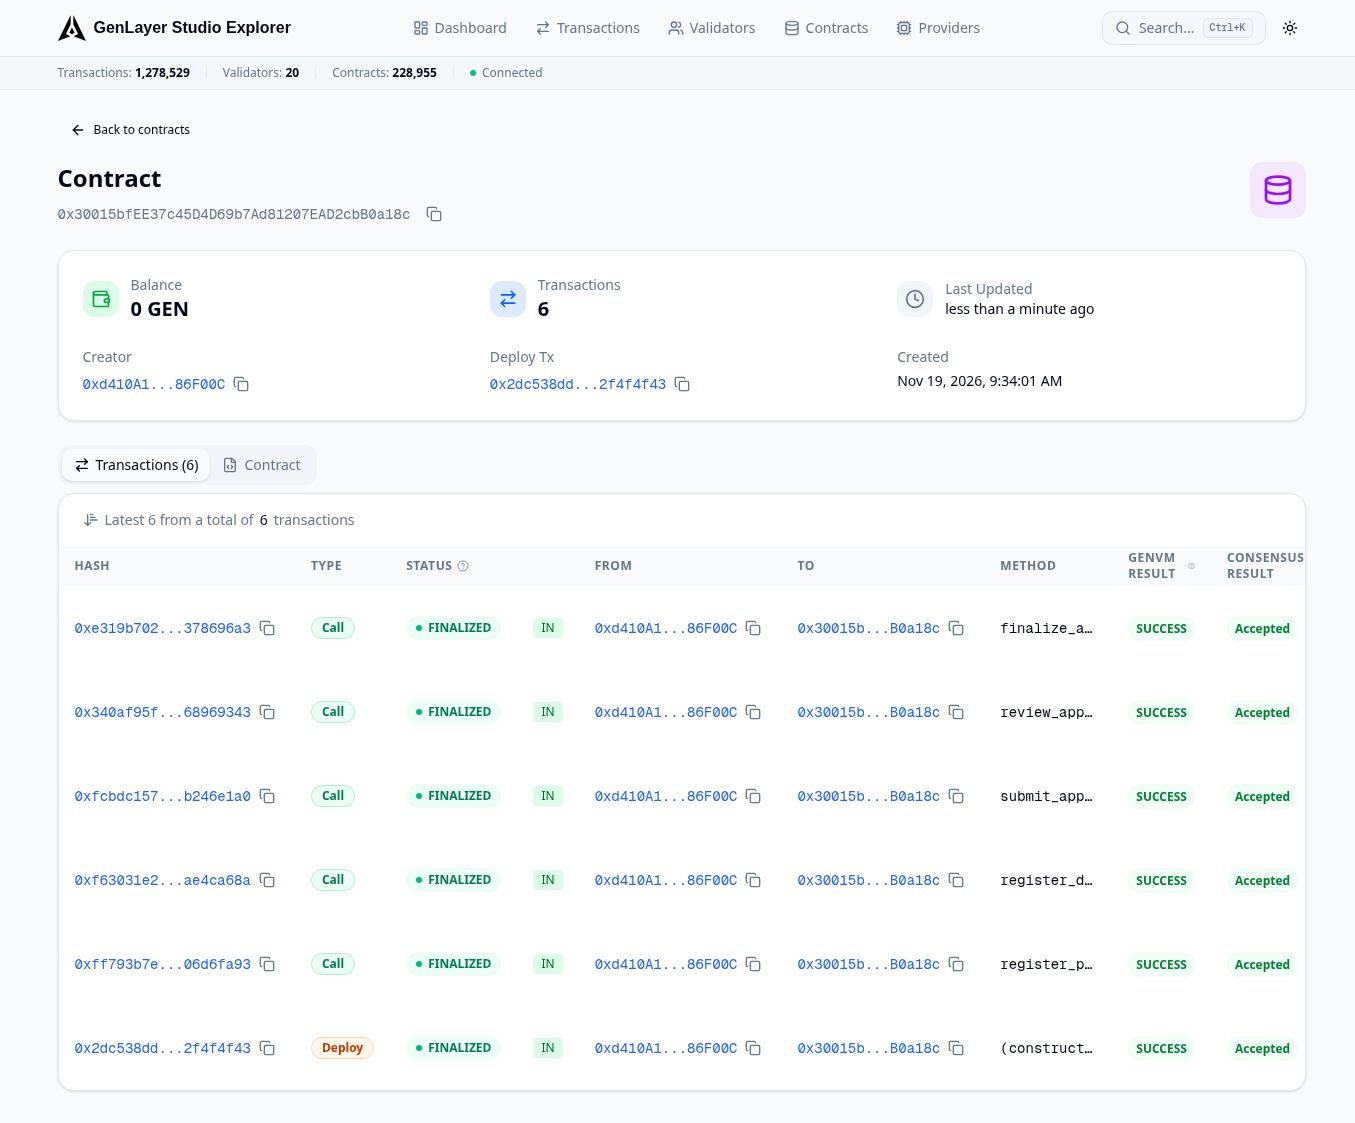 GenLayer Studio Explorer
Dashboard
Transactions
Validators
Contracts
Providers
Search...
Ctrl+K
Transactions: 1,278,529
Validators: 20
Contracts: 228,955
Connected
Back to contracts
Contract
0x30015bfEE37c45D4D69b7Ad81207EAD2cbB0a18c
Balance
0 GEN
Transactions
6
Last Updated
less than a minute ago
Creator
0xd410A1...86F00C
Deploy Tx
0x2dc538dd...2f4f4f43
Created
Nov 19, 2026, 9:34:01 AM
Transactions (6)
Contract
Latest 6 from a total of 6 transactions
HASH TYPE STATUS FROM TO METHOD GENVM RESULT CONSENSUS RESULT
0xe319b702...378696a3 Call FINALIZED IN 0xd410A1...86F00C 0x30015b...B0a18c finalize_a… SUCCESS Accepted
0x340af95f...68969343 Call FINALIZED IN 0xd410A1...86F00C 0x30015b...B0a18c review_app… SUCCESS Accepted
0xfcbdc157...b246e1a0 Call FINALIZED IN 0xd410A1...86F00C 0x30015b...B0a18c submit_app… SUCCESS Accepted
0xf63031e2...ae4ca68a Call FINALIZED IN 0xd410A1...86F00C 0x30015b...B0a18c register_d… SUCCESS Accepted
0xff793b7e...06d6fa93 Call FINALIZED IN 0xd410A1...86F00C 0x30015b...B0a18c register_p… SUCCESS Accepted
0x2dc538dd...2f4f4f43 Deploy FINALIZED IN 0xd410A1...86F00C 0x30015b...B0a18c (construct… SUCCESS Accepted